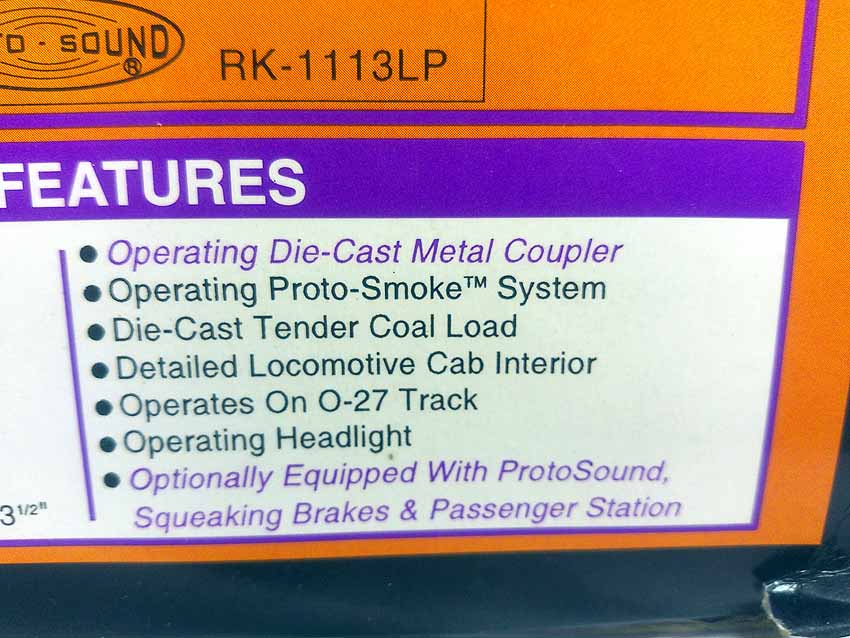 O - SOUND
®
RK-1113LP
FEATURES
• Operating Die-Cast Metal Coupler
• Operating Proto-Smoke™ System
• Die-Cast Tender Coal Load
• Detailed Locomotive Cab Interior
• Operates On O-27 Track
• Operating Headlight
• Optionally Equipped With ProtoSound,
Squeaking Brakes & Passenger Station
3 1/2"